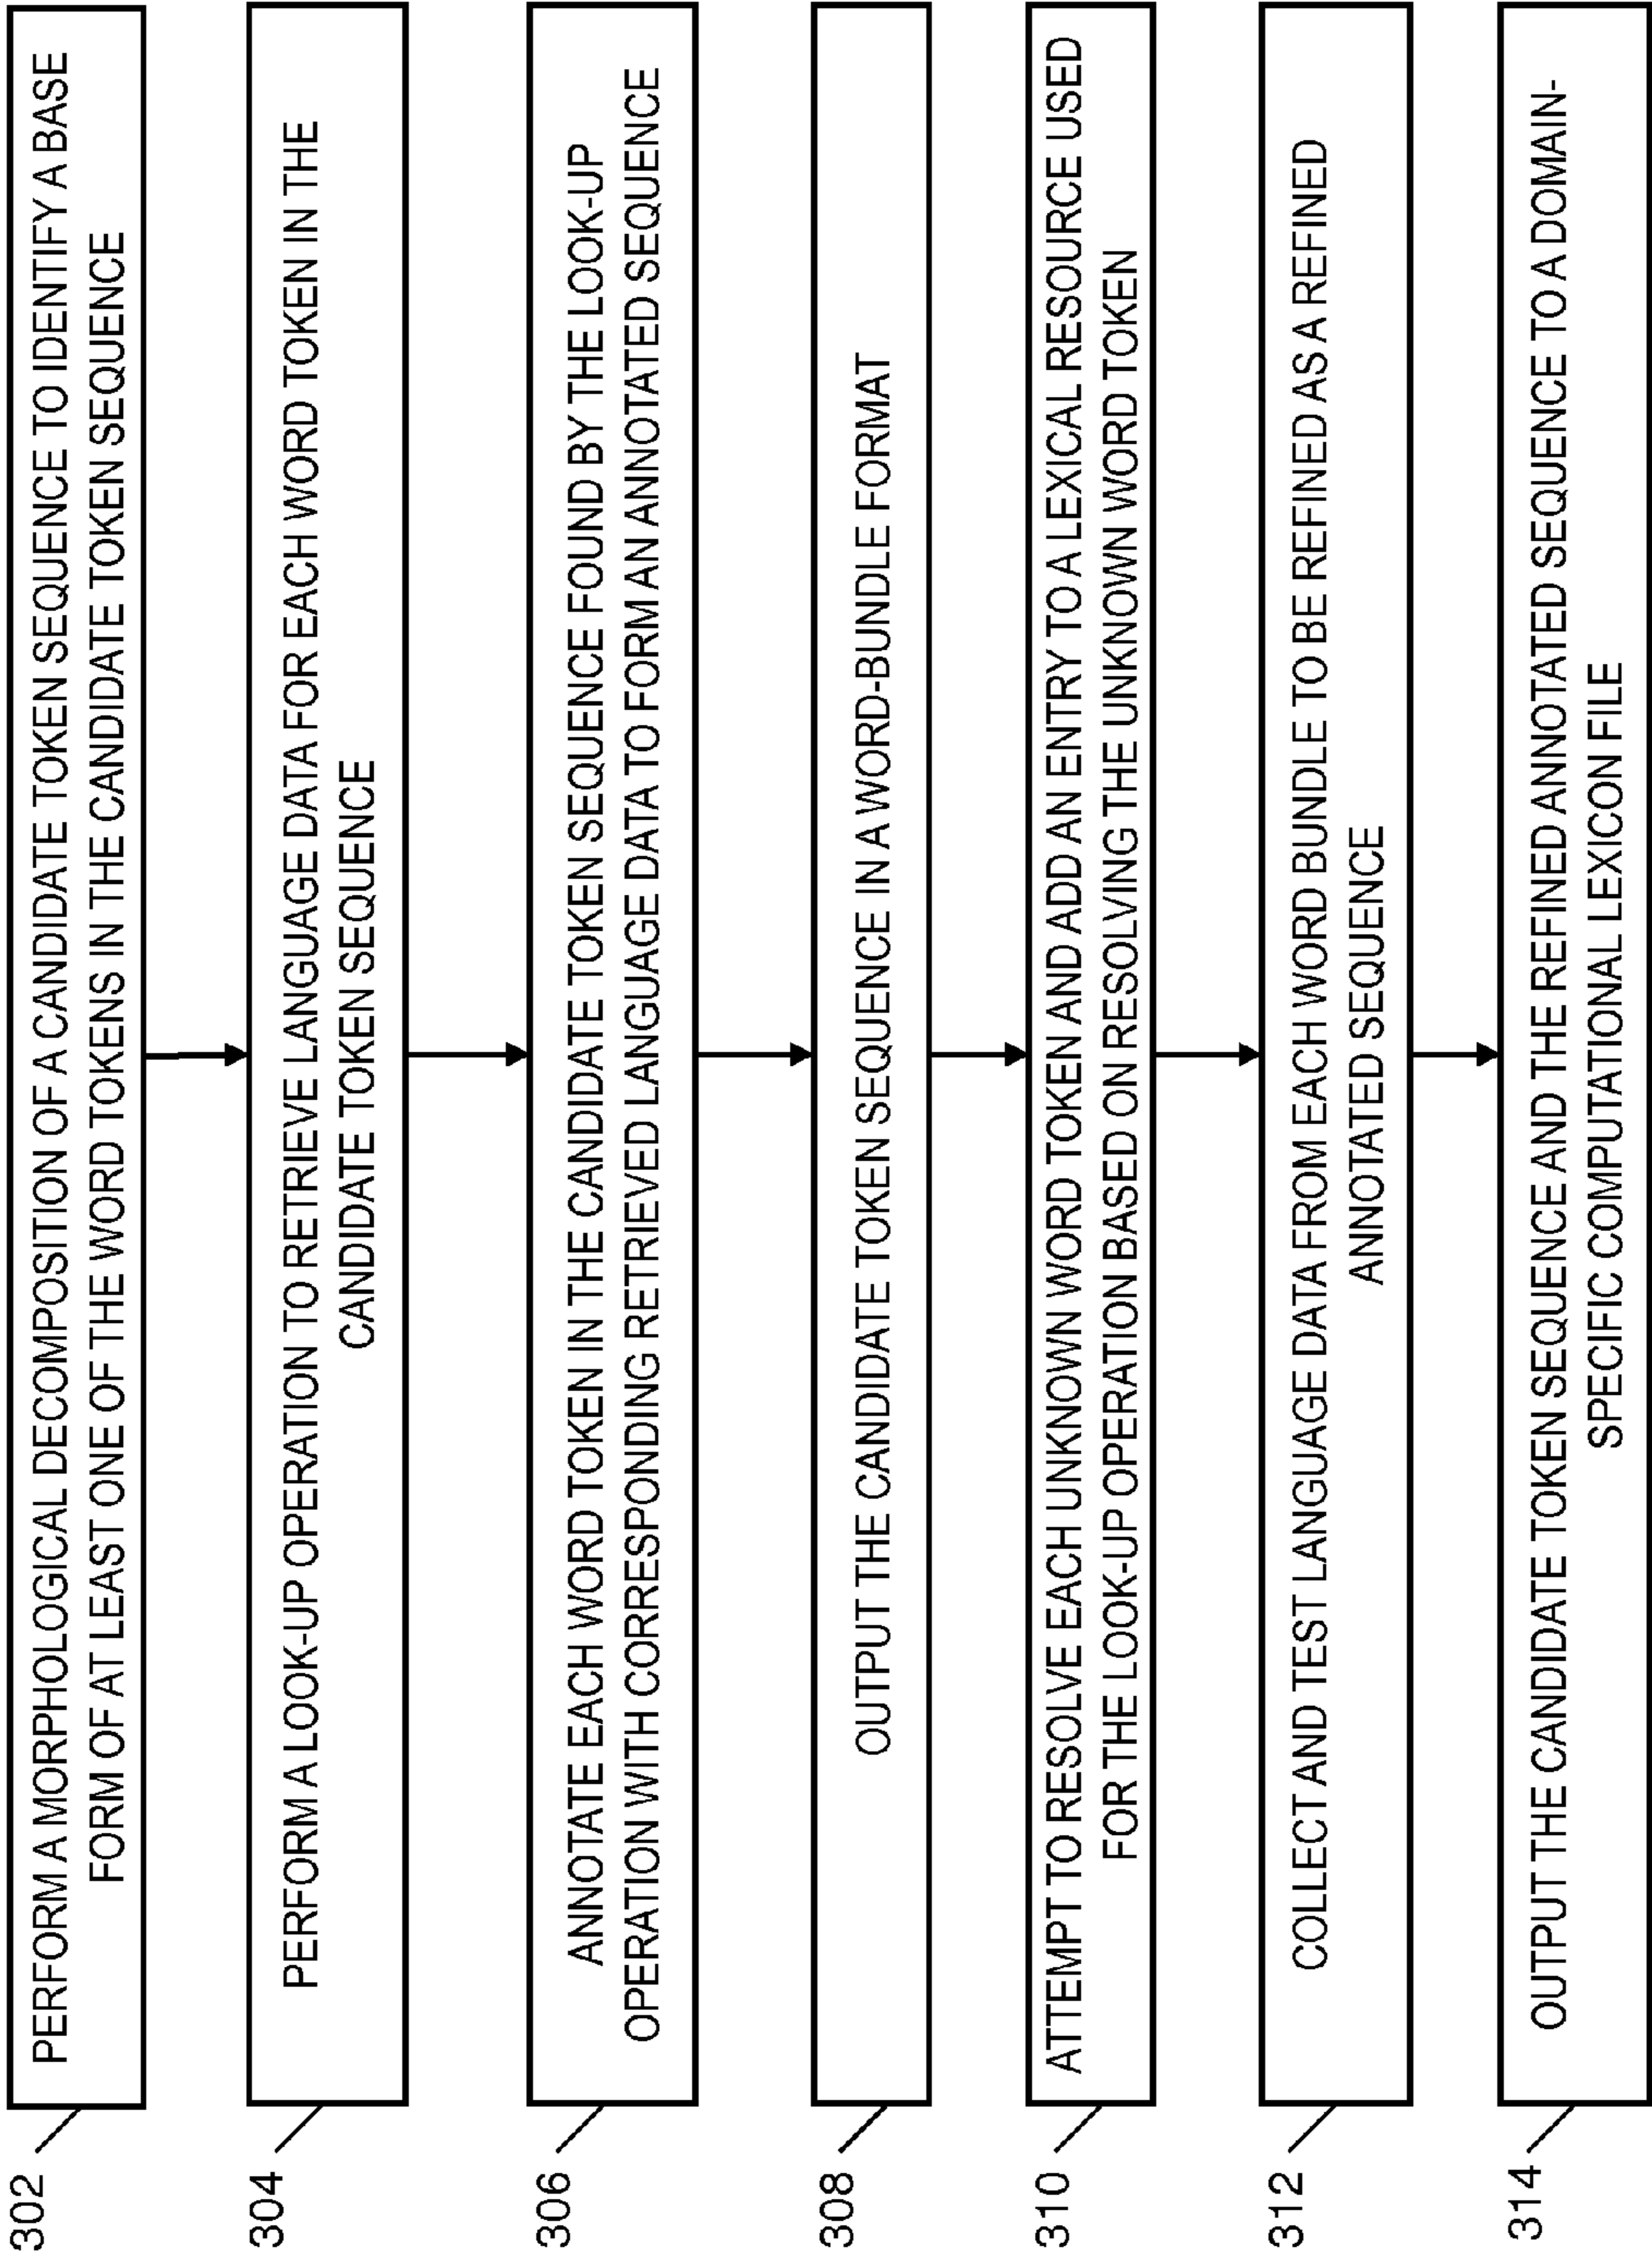 302
PERFORM A MORPHOLOGICAL DECOMPOSITION OF A CANDIDATE TOKEN SEQUENCE TO IDENTIFY A BASE
FORM OF AT LEAST ONE OF THE WORD TOKENS IN THE CANDIDATE TOKEN SEQUENCE
304
PERFORM A LOOK-UP OPERATION TO RETRIEVE LANGUAGE DATA FOR EACH WORD TOKEN IN THE
CANDIDATE TOKEN SEQUENCE
306
ANNOTATE EACH WORD TOKEN IN THE CANDIDATE TOKEN SEQUENCE FOUND BY THE LOOK-UP
OPERATION WITH CORRESPONDING RETRIEVED LANGUAGE DATA TO FORM AN ANNOTATED SEQUENCE
308
OUTPUT THE CANDIDATE TOKEN SEQUENCE IN A WORD-BUNDLE FORMAT
310
ATTEMPT TO RESOLVE EACH UNKNOWN WORD TOKEN AND ADD AN ENTRY TO A LEXICAL RESOURCE USED
FOR THE LOOK-UP OPERATION BASED ON RESOLVING THE UNKNOWN WORD TOKEN
312
COLLECT AND TEST LANGUAGE DATA FROM EACH WORD BUNDLE TO BE REFINED AS A REFINED
ANNOTATED SEQUENCE
314
OUTPUT THE CANDIDATE TOKEN SEQUENCE AND THE REFINED ANNOTATED SEQUENCE TO A DOMAIN-
SPECIFIC COMPUTATIONAL LEXICON FILE